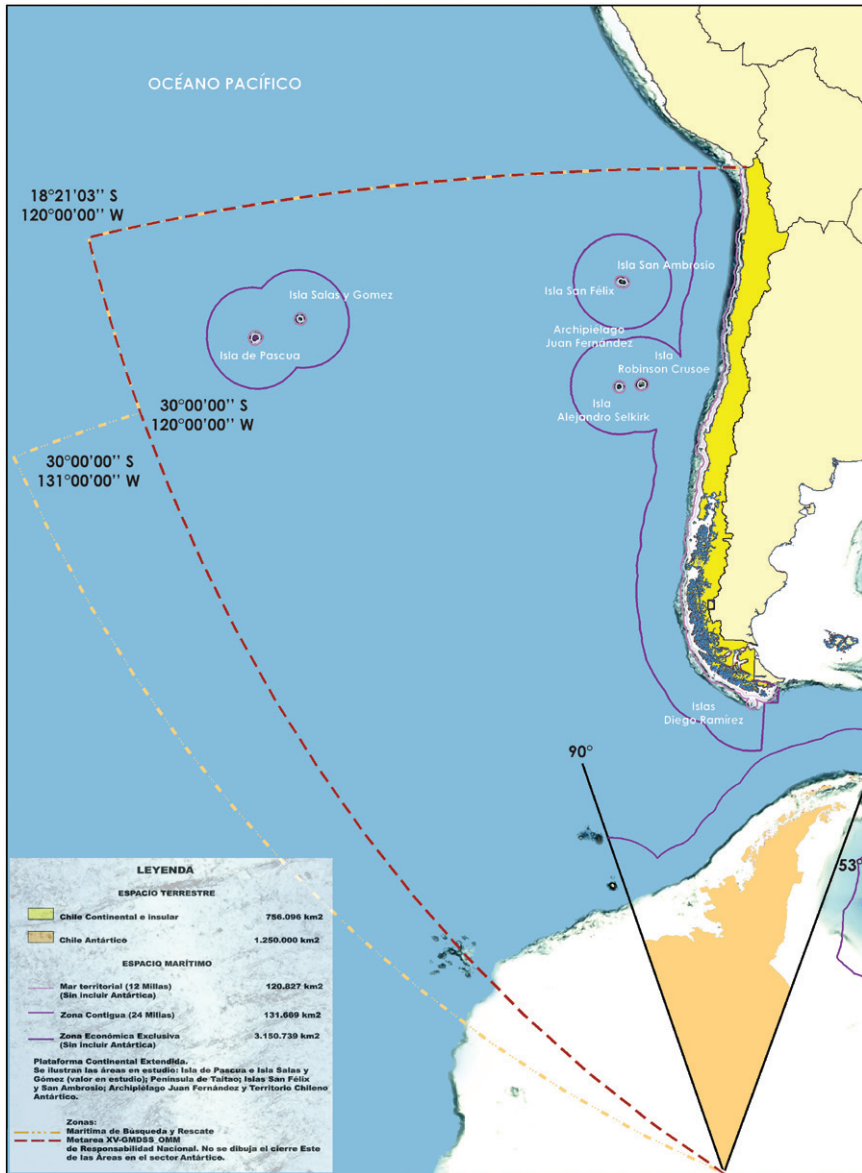 OCÉANO PACÍFICO
18°21'03'' S
120°00'00'' W
Isla San Ambrosio
Isla San Félix
Isla Salas y Gomez
Isla de Pascua
Archipiélago
Juan Fernández
Isla
Robinson Crusoe
Isla
Alejandro Selkirk
30°00'00'' S
120°00'00'' W
30°00'00'' S
131°00'00'' W
Islas
Diego Ramírez
90°
53°
LEYENDA
ESPACIO TERRESTRE
Chile Continental e insular 756.096 km2
Chile Antártico 1.250.000 km2
ESPACIO MARÍTIMO
Mar territorial (12 Millas) 120.827 km2
(Sin incluir Antártica)
Zona Contigua (24 Millas) 131.669 km2
Zona Económica Exclusiva 3.150.739 km2
(Sin incluir Antártica)
Plataforma Continental Extendida.
Se ilustran las áreas en estudio: Isla de Pascua e Isla Salas y
Gómez (valor en estudio); Península de Taitao; Islas San Félix
y San Ambrosio; Archipiélago Juan Fernández y Territorio Chileno
Antártico.
Zonas:
Marítima de Búsqueda y Rescate
Metarea XV-GMDSS_OMM
de Responsabilidad Nacional. No se dibuja el cierre Este
de las Áreas en el sector Antártico.